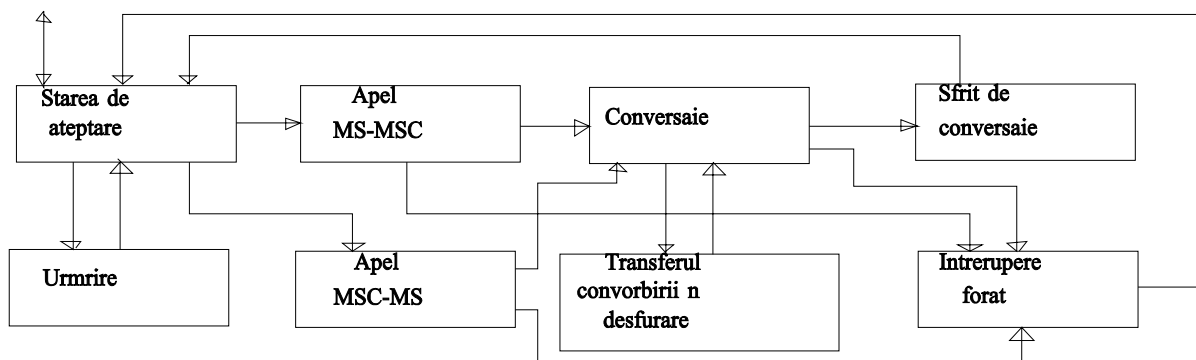 Starea de
ateptare
Apel
MS-MSC
Conversaie
Sfrit de
conversaie
Urmrire
Apel
MSC-MS
Transferul
convorbirii n
desfurare
Intrerupere
forat